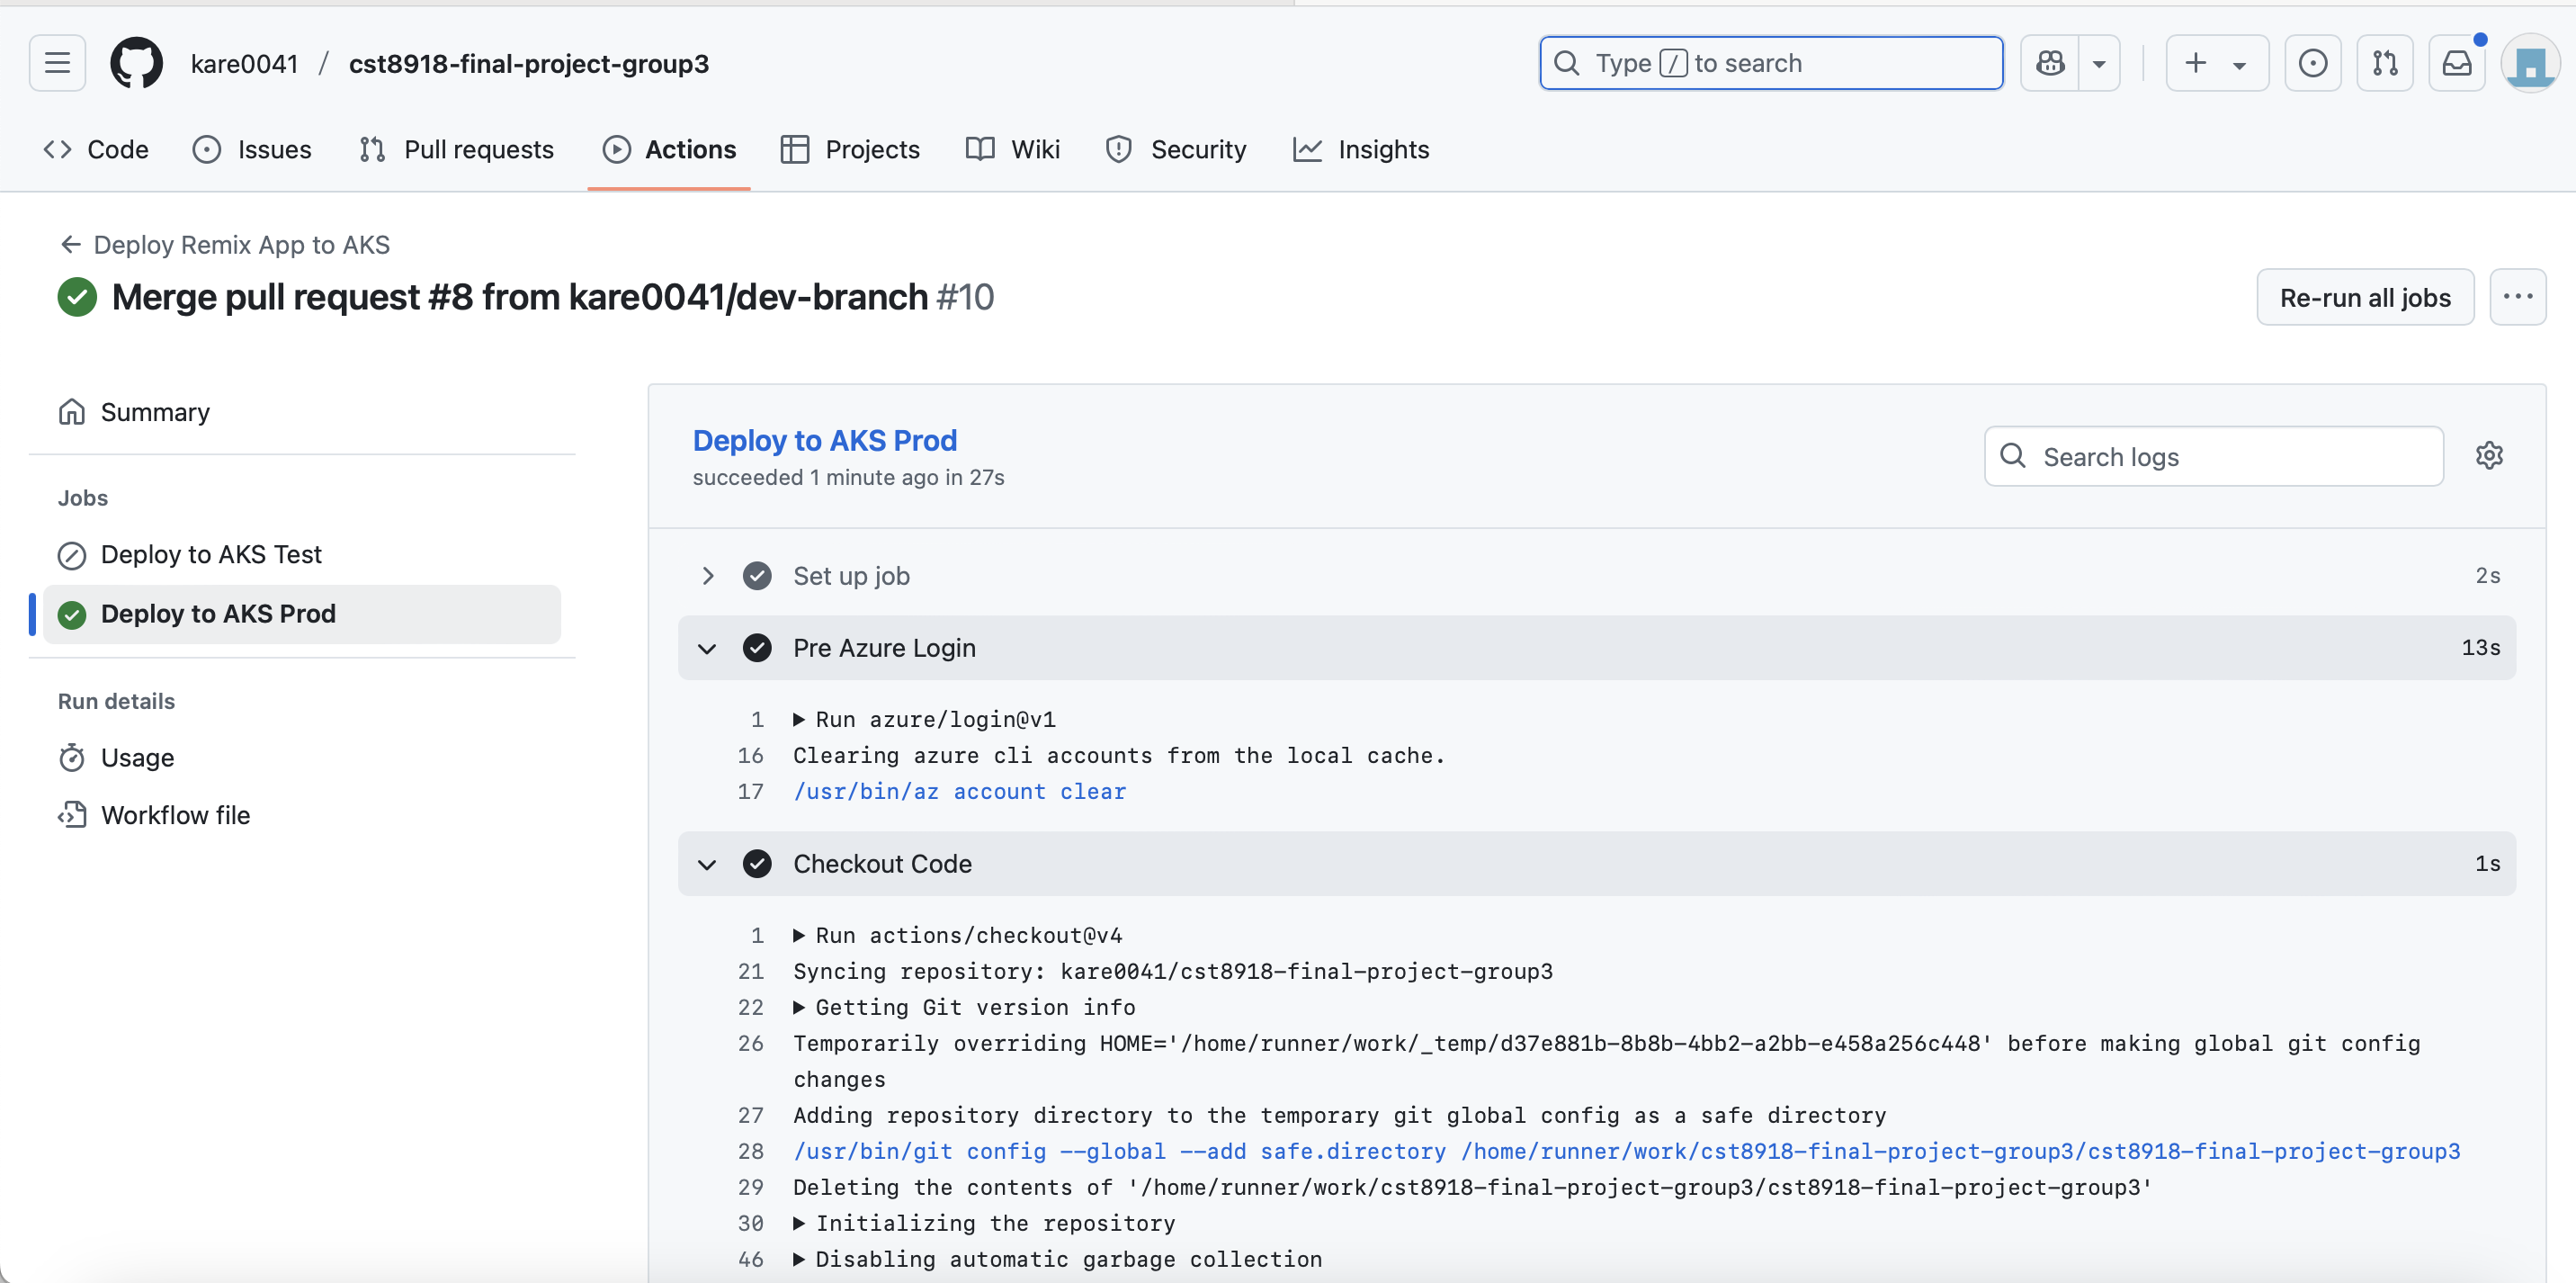 kare0041 / cst8918-final-project-group3
Type / to search
Code
Issues
Pull requests
Actions
Projects
Wiki
Security
Insights
Deploy Remix App to AKS
Merge pull request #8 from kare0041/dev-branch #10
Re-run all jobs
Summary
Jobs
Deploy to AKS Test
Deploy to AKS Prod
Run details
Usage
Workflow file
Deploy to AKS Prod
succeeded 1 minute ago in 27s
Search logs
Set up job 2s
Pre Azure Login 13s
1 Run azure/login@v1
16 Clearing azure cli accounts from the local cache.
17 /usr/bin/az account clear
Checkout Code 1s
1 Run actions/checkout@v4
21 Syncing repository: kare0041/cst8918-final-project-group3
22 Getting Git version info
26 Temporarily overriding HOME='/home/runner/work/_temp/d37e881b-8b8b-4bb2-a2bb-e458a256c448' before making global git config
changes
27 Adding repository directory to the temporary git global config as a safe directory
28 /usr/bin/git config --global --add safe.directory /home/runner/work/cst8918-final-project-group3/cst8918-final-project-group3
29 Deleting the contents of '/home/runner/work/cst8918-final-project-group3/cst8918-final-project-group3'
30 Initializing the repository
46 Disabling automatic garbage collection